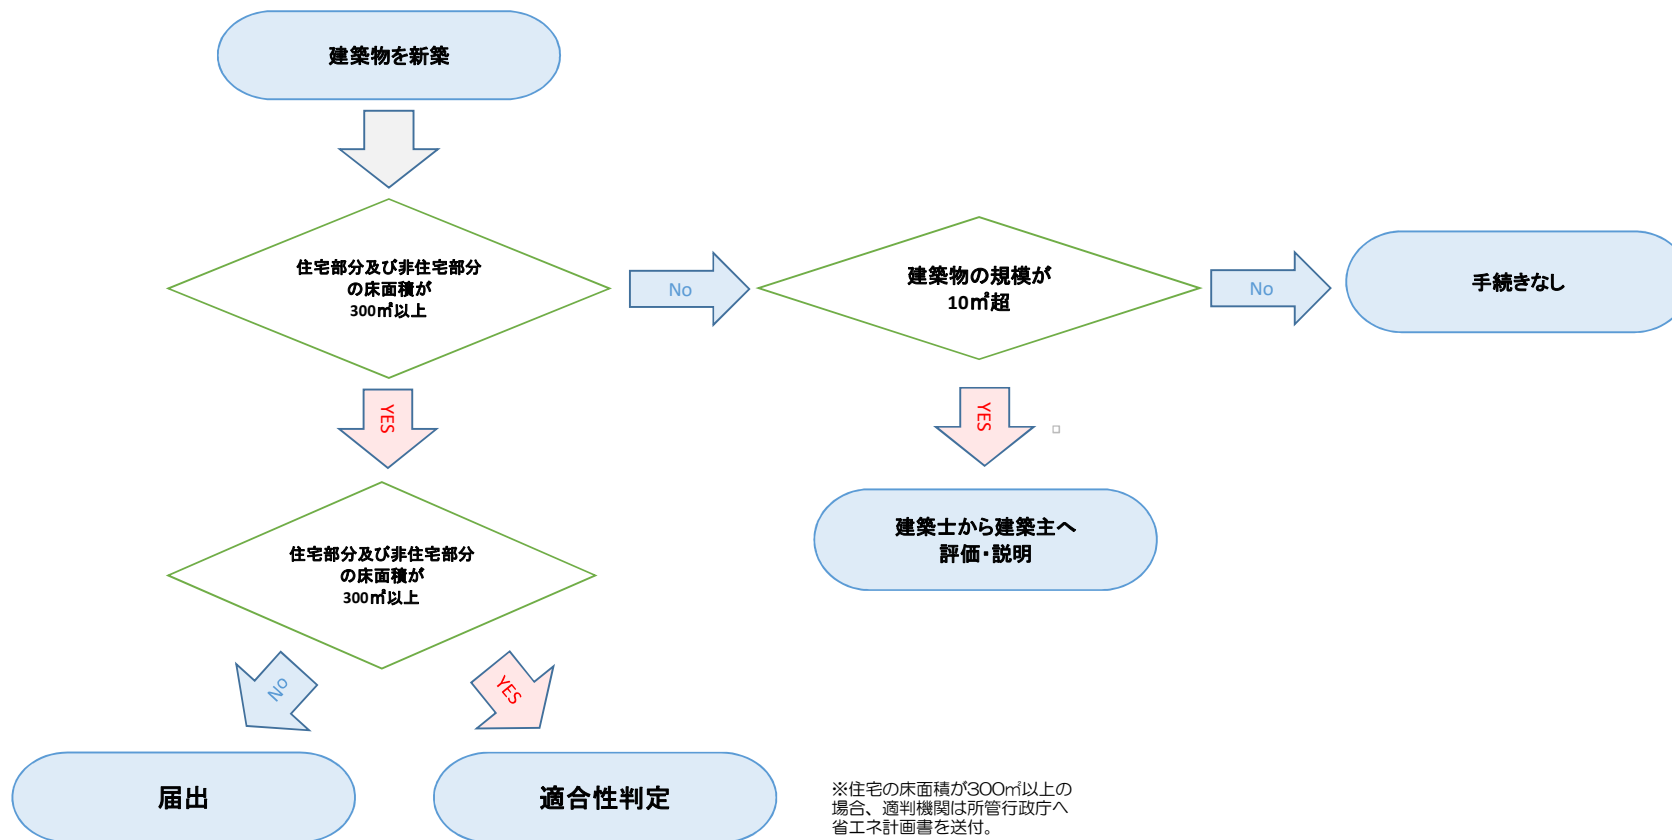 建築物を新築
住宅部分及び非住宅部分
の床面積が
300㎡以上
No
建築物の規模が
10㎡超
No
手続きなし
YES
YES
住宅部分及び非住宅部分
の床面積が
300㎡以上
建築士から建築主へ
評価・説明
No
YES
届出
適合性判定
※住宅の床面積が300㎡以上の
場合、適判機関は所管行政庁へ
省エネ計画書を送付。